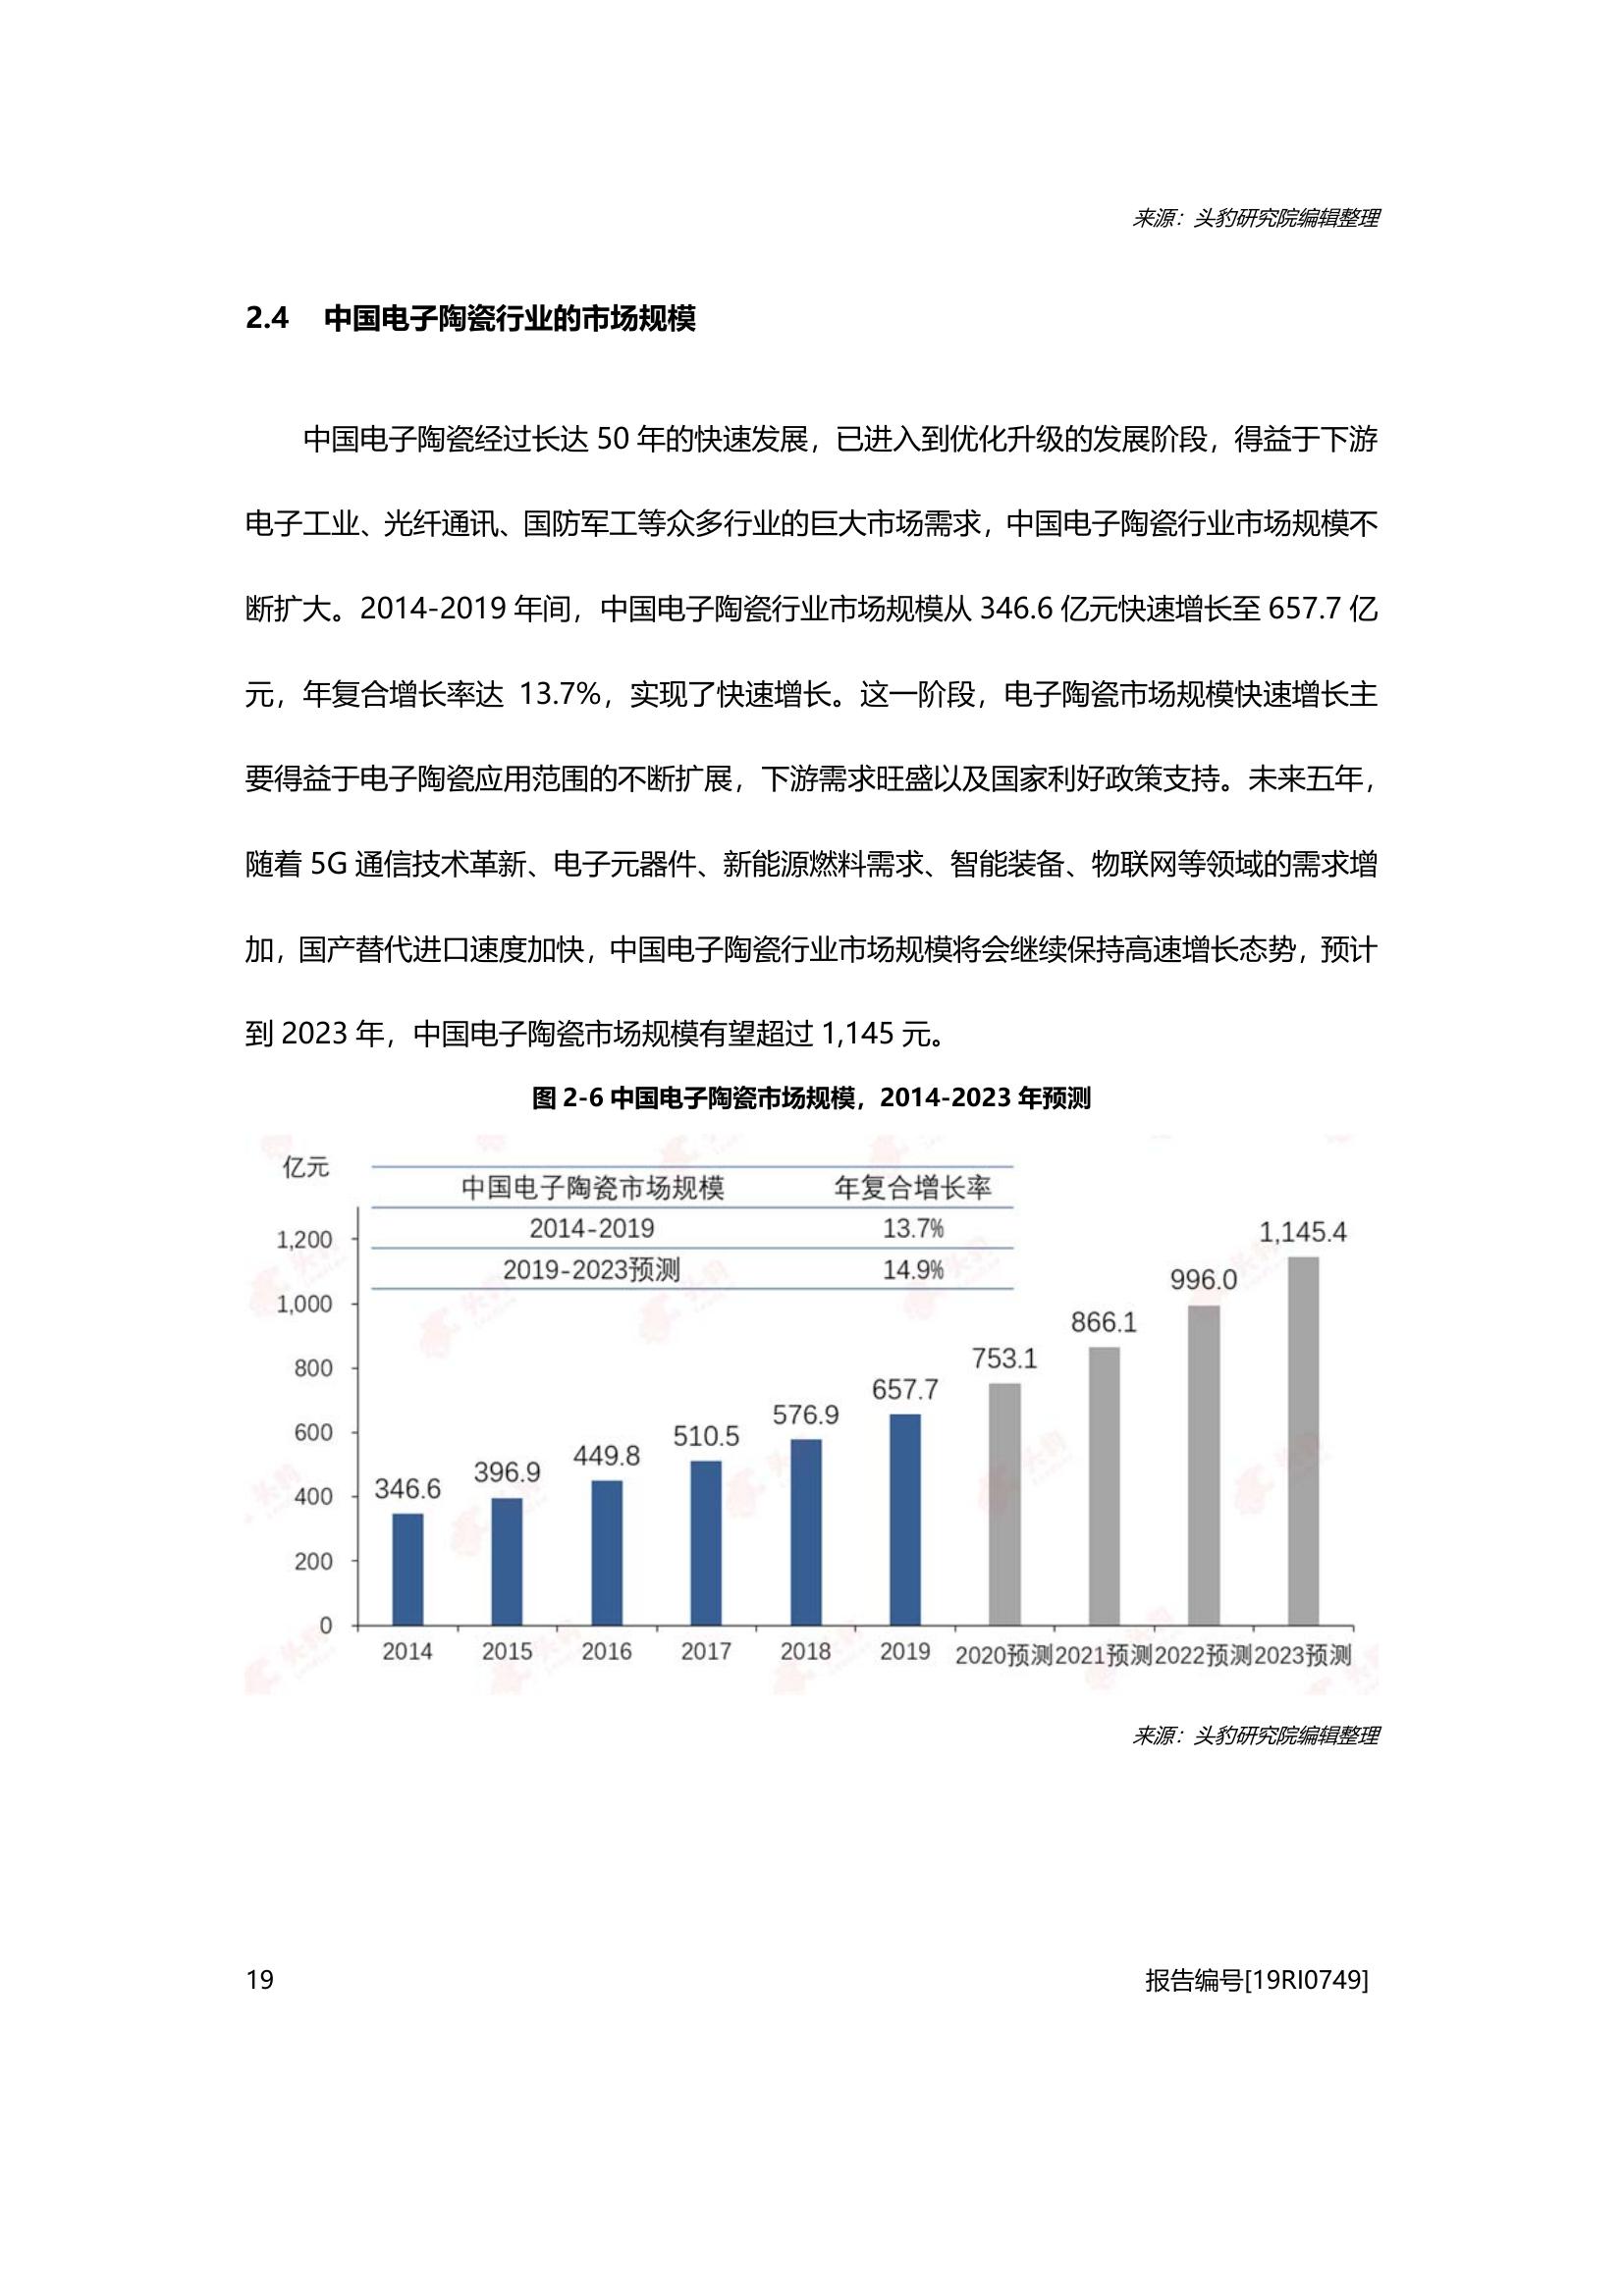 来源：头豹研究院编辑整理
2.4 中国电子陶瓷行业的市场规模
中国电子陶瓷经过长达 50 年的快速发展，已进入到优化升级的发展阶段，得益于下游
电子工业、光纤通讯、国防军工等众多行业的巨大市场需求，中国电子陶瓷行业市场规模不
断扩大。2014-2019 年间，中国电子陶瓷行业市场规模从 346.6 亿元快速增长至 657.7 亿
元，年复合增长率达 13.7%，实现了快速增长。这一阶段，电子陶瓷市场规模快速增长主
要得益于电子陶瓷应用范围的不断扩展，下游需求旺盛以及国家利好政策支持。未来五年，
随着 5G 通信技术革新、电子元器件、新能源燃料需求、智能装备、物联网等领域的需求增
加，国产替代进口速度加快，中国电子陶瓷行业市场规模将会继续保持高速增长态势，预计
到 2023 年，中国电子陶瓷市场规模有望超过 1,145 元。
图 2-6 中国电子陶瓷市场规模，2014-2023 年预测
亿元
中国电子陶瓷市场规模 年复合增长率
2014-2019 13.7%
2019-2023预测 14.9%
1,200
1,000
800
600
400
200
0
346.6
396.9
449.8
510.5
576.9
657.7
753.1
866.1
996.0
1,145.4
2014 2015 2016 2017 2018 2019 2020预测 2021预测 2022预测 2023预测
来源：头豹研究院编辑整理
19 报告编号[19RI0749]